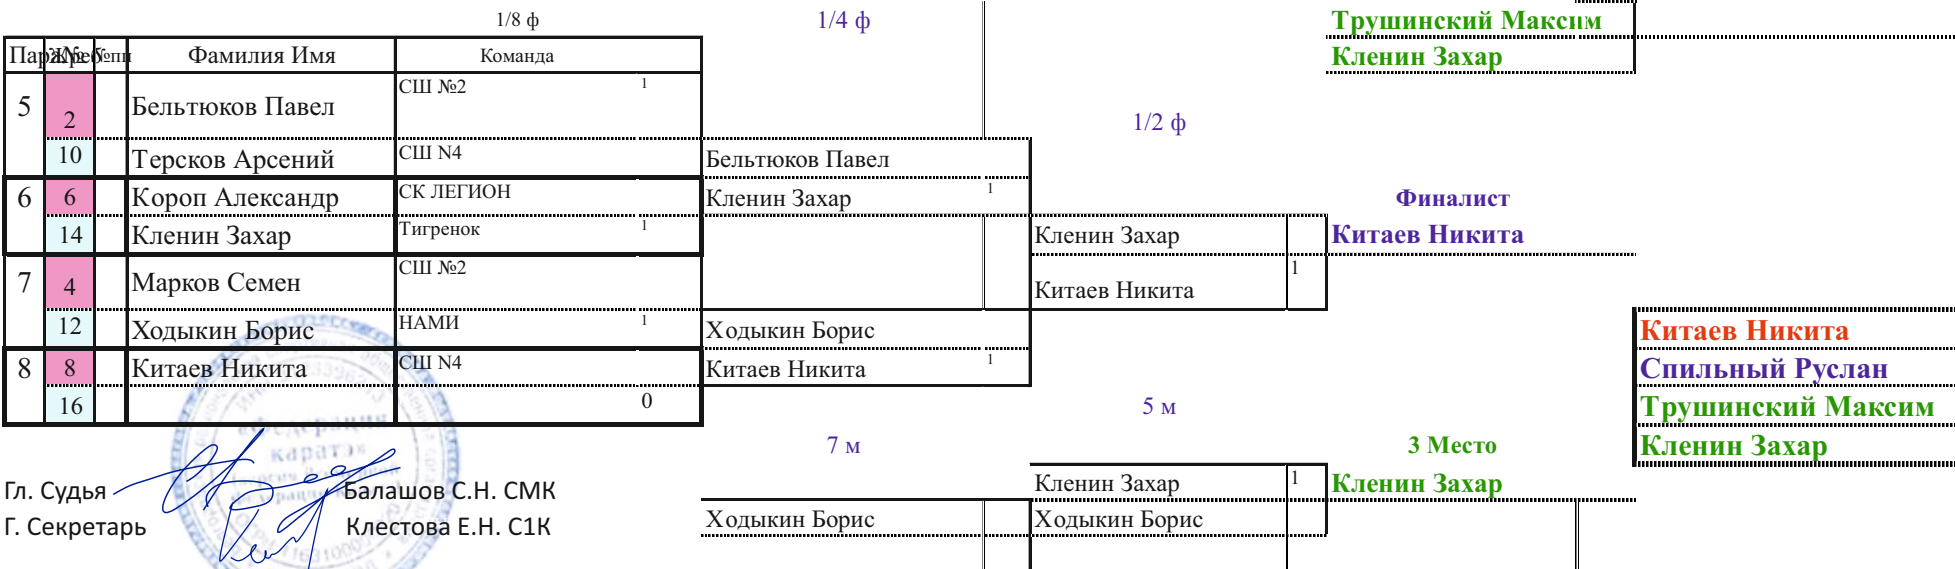 1/8 ф
1/4 ф
Трушинский Максим
Кленин Захар
Фамилия Имя
Команда
5
2
Бельтюков Павел
СШ №2
1
1/2 ф
10
Терсков Арсений
СШ N4
Бельтюков Павел
6
6
Короп Александр
СК ЛЕГИОН
Кленин Захар
1
Финалист
14
Кленин Захар
Тигренок
1
Кленин Захар
Китаев Никита
7
4
Марков Семен
СШ №2
Китаев Никита
1
12
Ходыкин Борис
НАМИ
1
Ходыкин Борис
Китаев Никита
8
8
Китаев Никита
СШ N4
Китаев Никита
1
Спильный Руслан
16
0
5 м
Трушинский Максим
7 м
3 Место
Кленин Захар
Гл. Судья
Балашов С.Н. СМК
Кленин Захар
1
Кленин Захар
Г. Секретарь
Клестова Е.Н. С1К
Ходыкин Борис
Ходыкин Борис